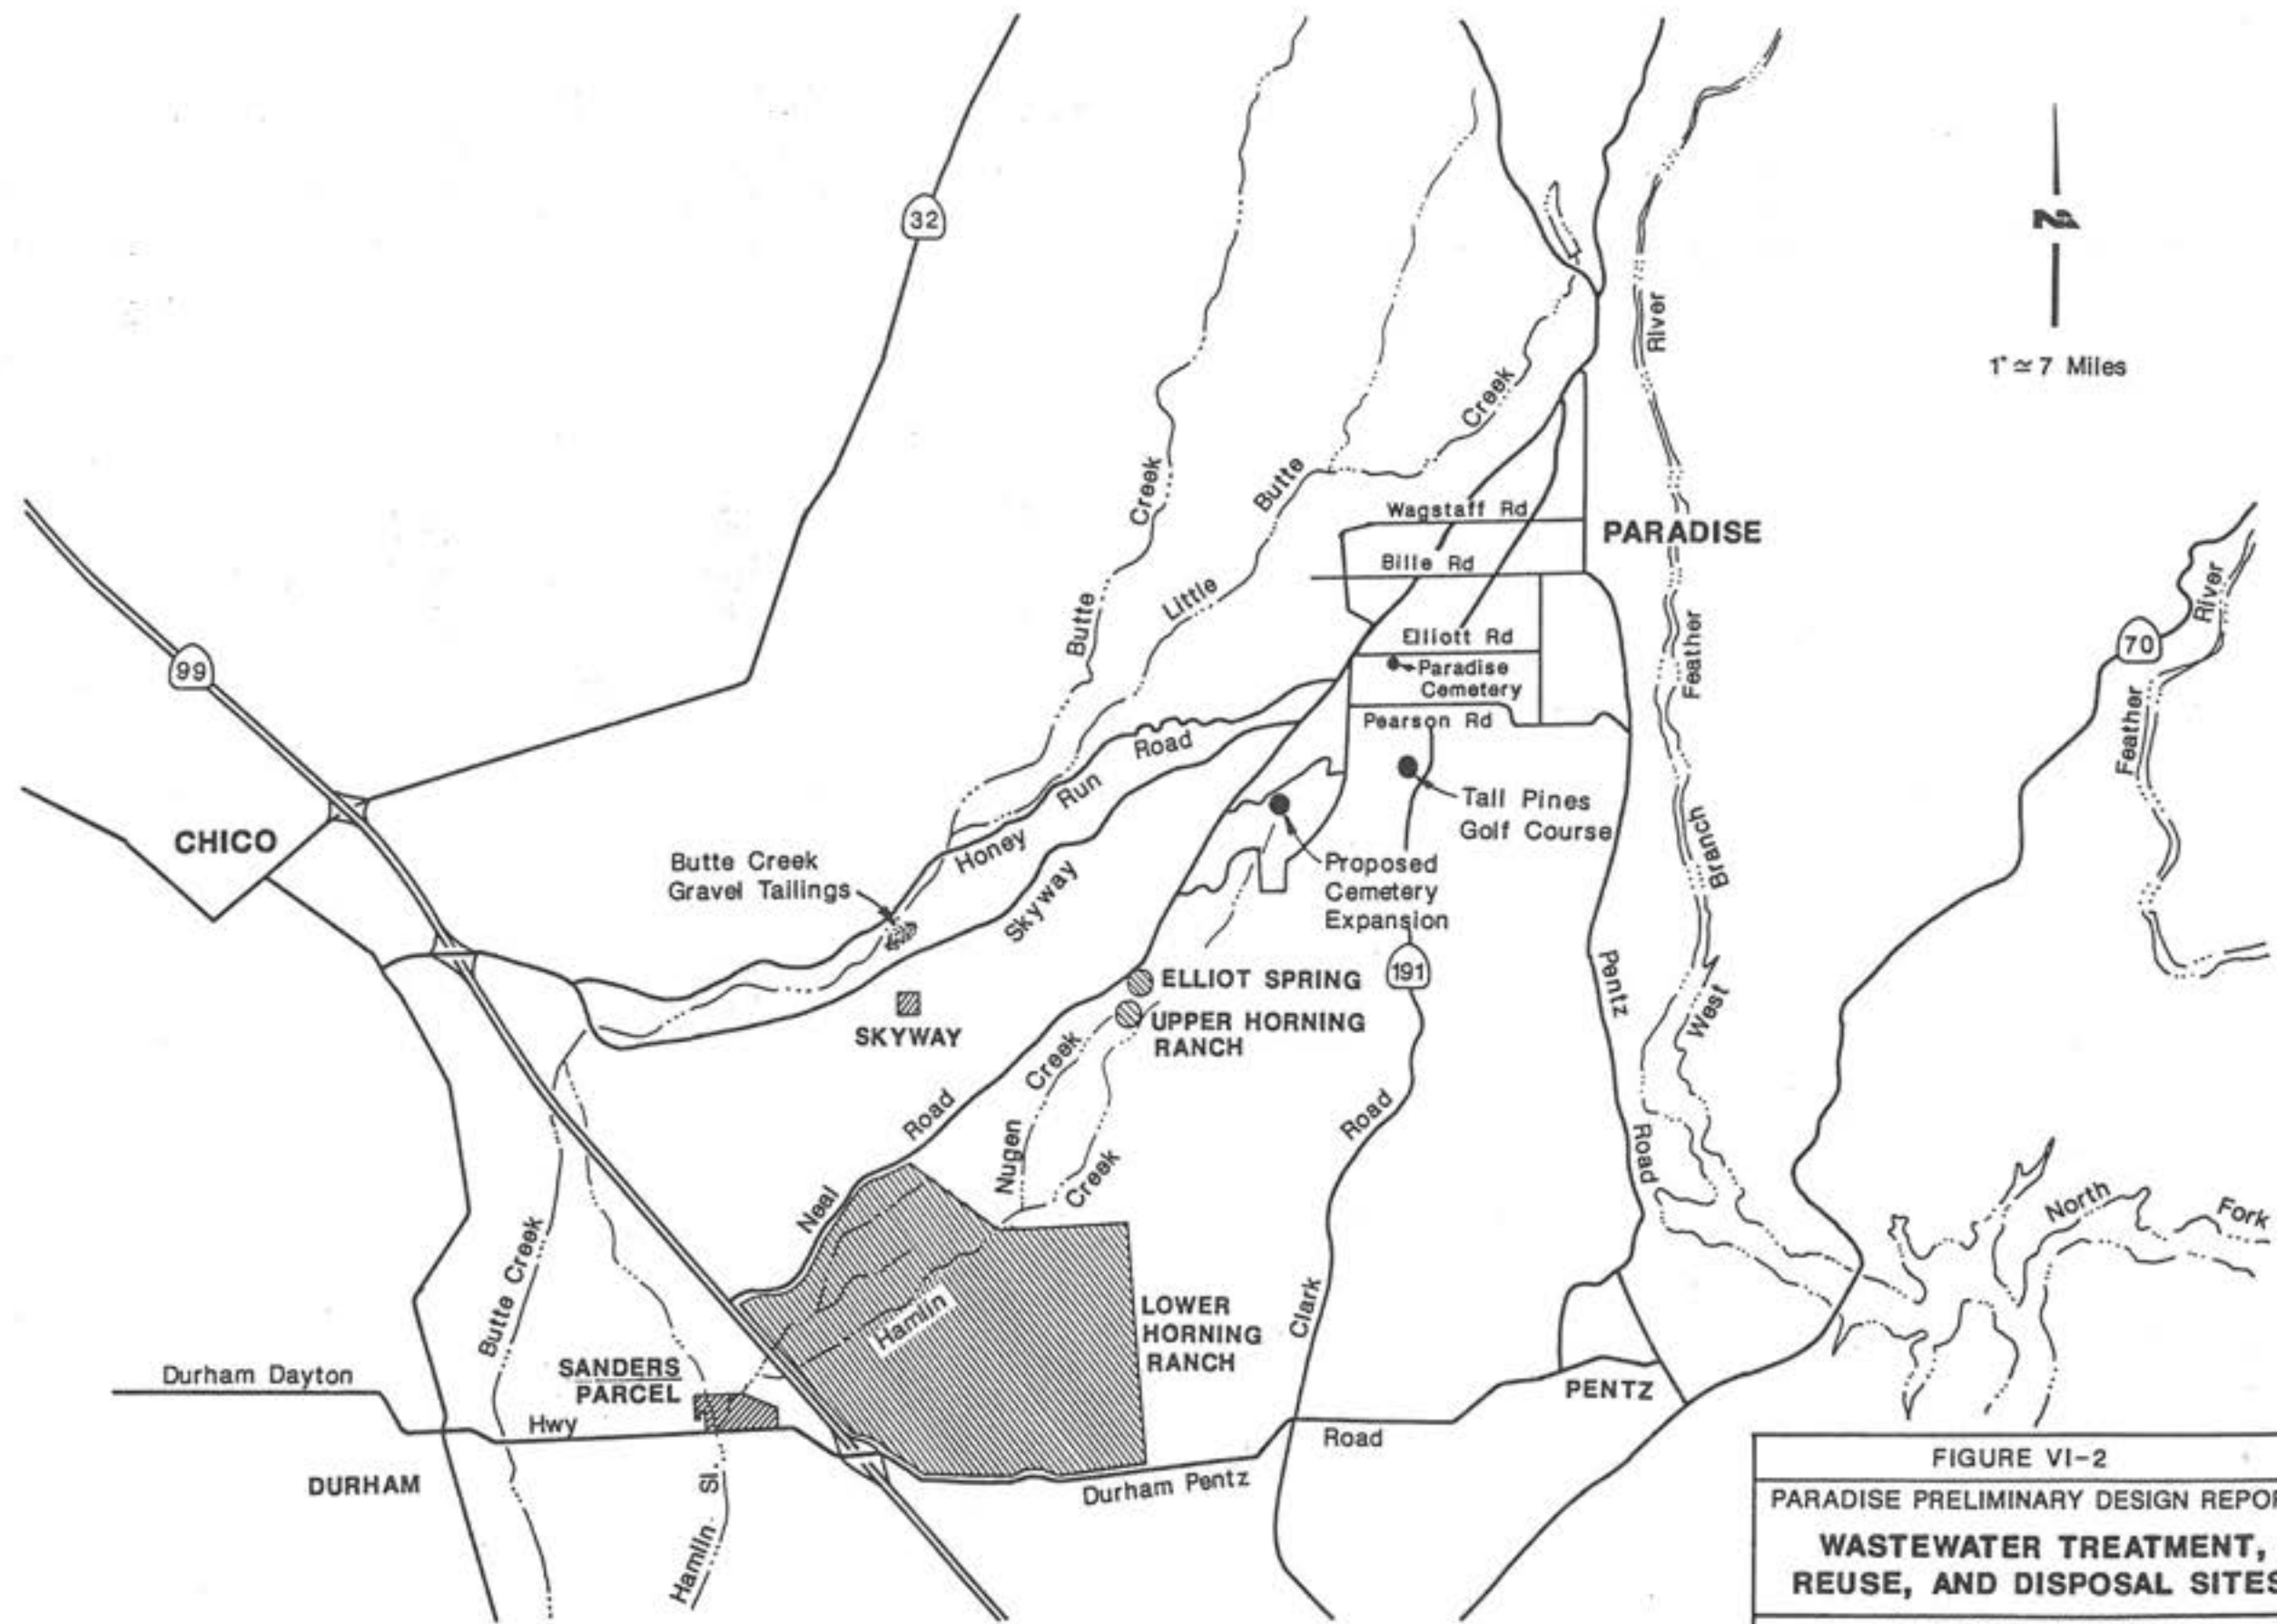 32
N
1" ≃ 7 Miles
River
Creek
Creek
Butte
Wagstaff Rd
PARADISE
Bille Rd
Butte
Little
River
99
Elliott Rd
70
Paradise
Cemetery
Feather
Feather
Pearson Rd
Road
Run
Honey
Tall Pines
Golf Course
CHICO
Butte Creek
Gravel Tailings
Skyway
Proposed
Cemetery
Expansion
Branch
191
ELLIOT SPRING
Pentz
West
SKYWAY
UPPER HORNING
RANCH
Creek
Road
Road
Road
Nugen
Creek
Neal
North
Fork
Butte Creek
Hamlin
LOWER
HORNING
RANCH
Clark
Durham Dayton
SANDERS
PARCEL
PENTZ
Hwy
Road
DURHAM
Durham Pentz
Hamlin Sl.
FIGURE VI-2
PARADISE PRELIMINARY DESIGN REPOR
WASTEWATER TREATMENT,
REUSE, AND DISPOSAL SITES